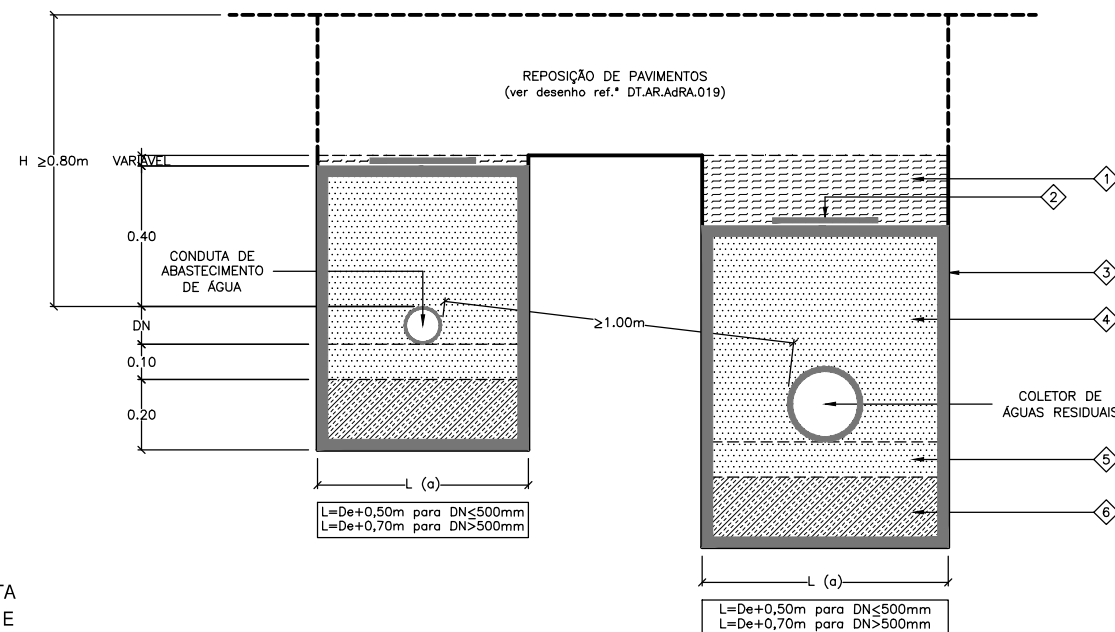 REPOSIÇÃO DE PAVIMENTOS
(ver desenho ref.ª DT.AR.AdRA.019)
H ≥0.80m
VARIÁVEL
1
2
0.40
CONDUTA DE
ABASTECIMENTO
DE ÁGUA
3
4
DN
≥1.00m
0.10
0.20
COLETOR DE
ÁGUAS RESIDUAIS
5
6
L (a)
L=De+0,50m para DN≤500mm
L=De+0,70m para DN>500mm
L (a)
L=De+0,50m para DN≤500mm
L=De+0,70m para DN>500mm
TA
E